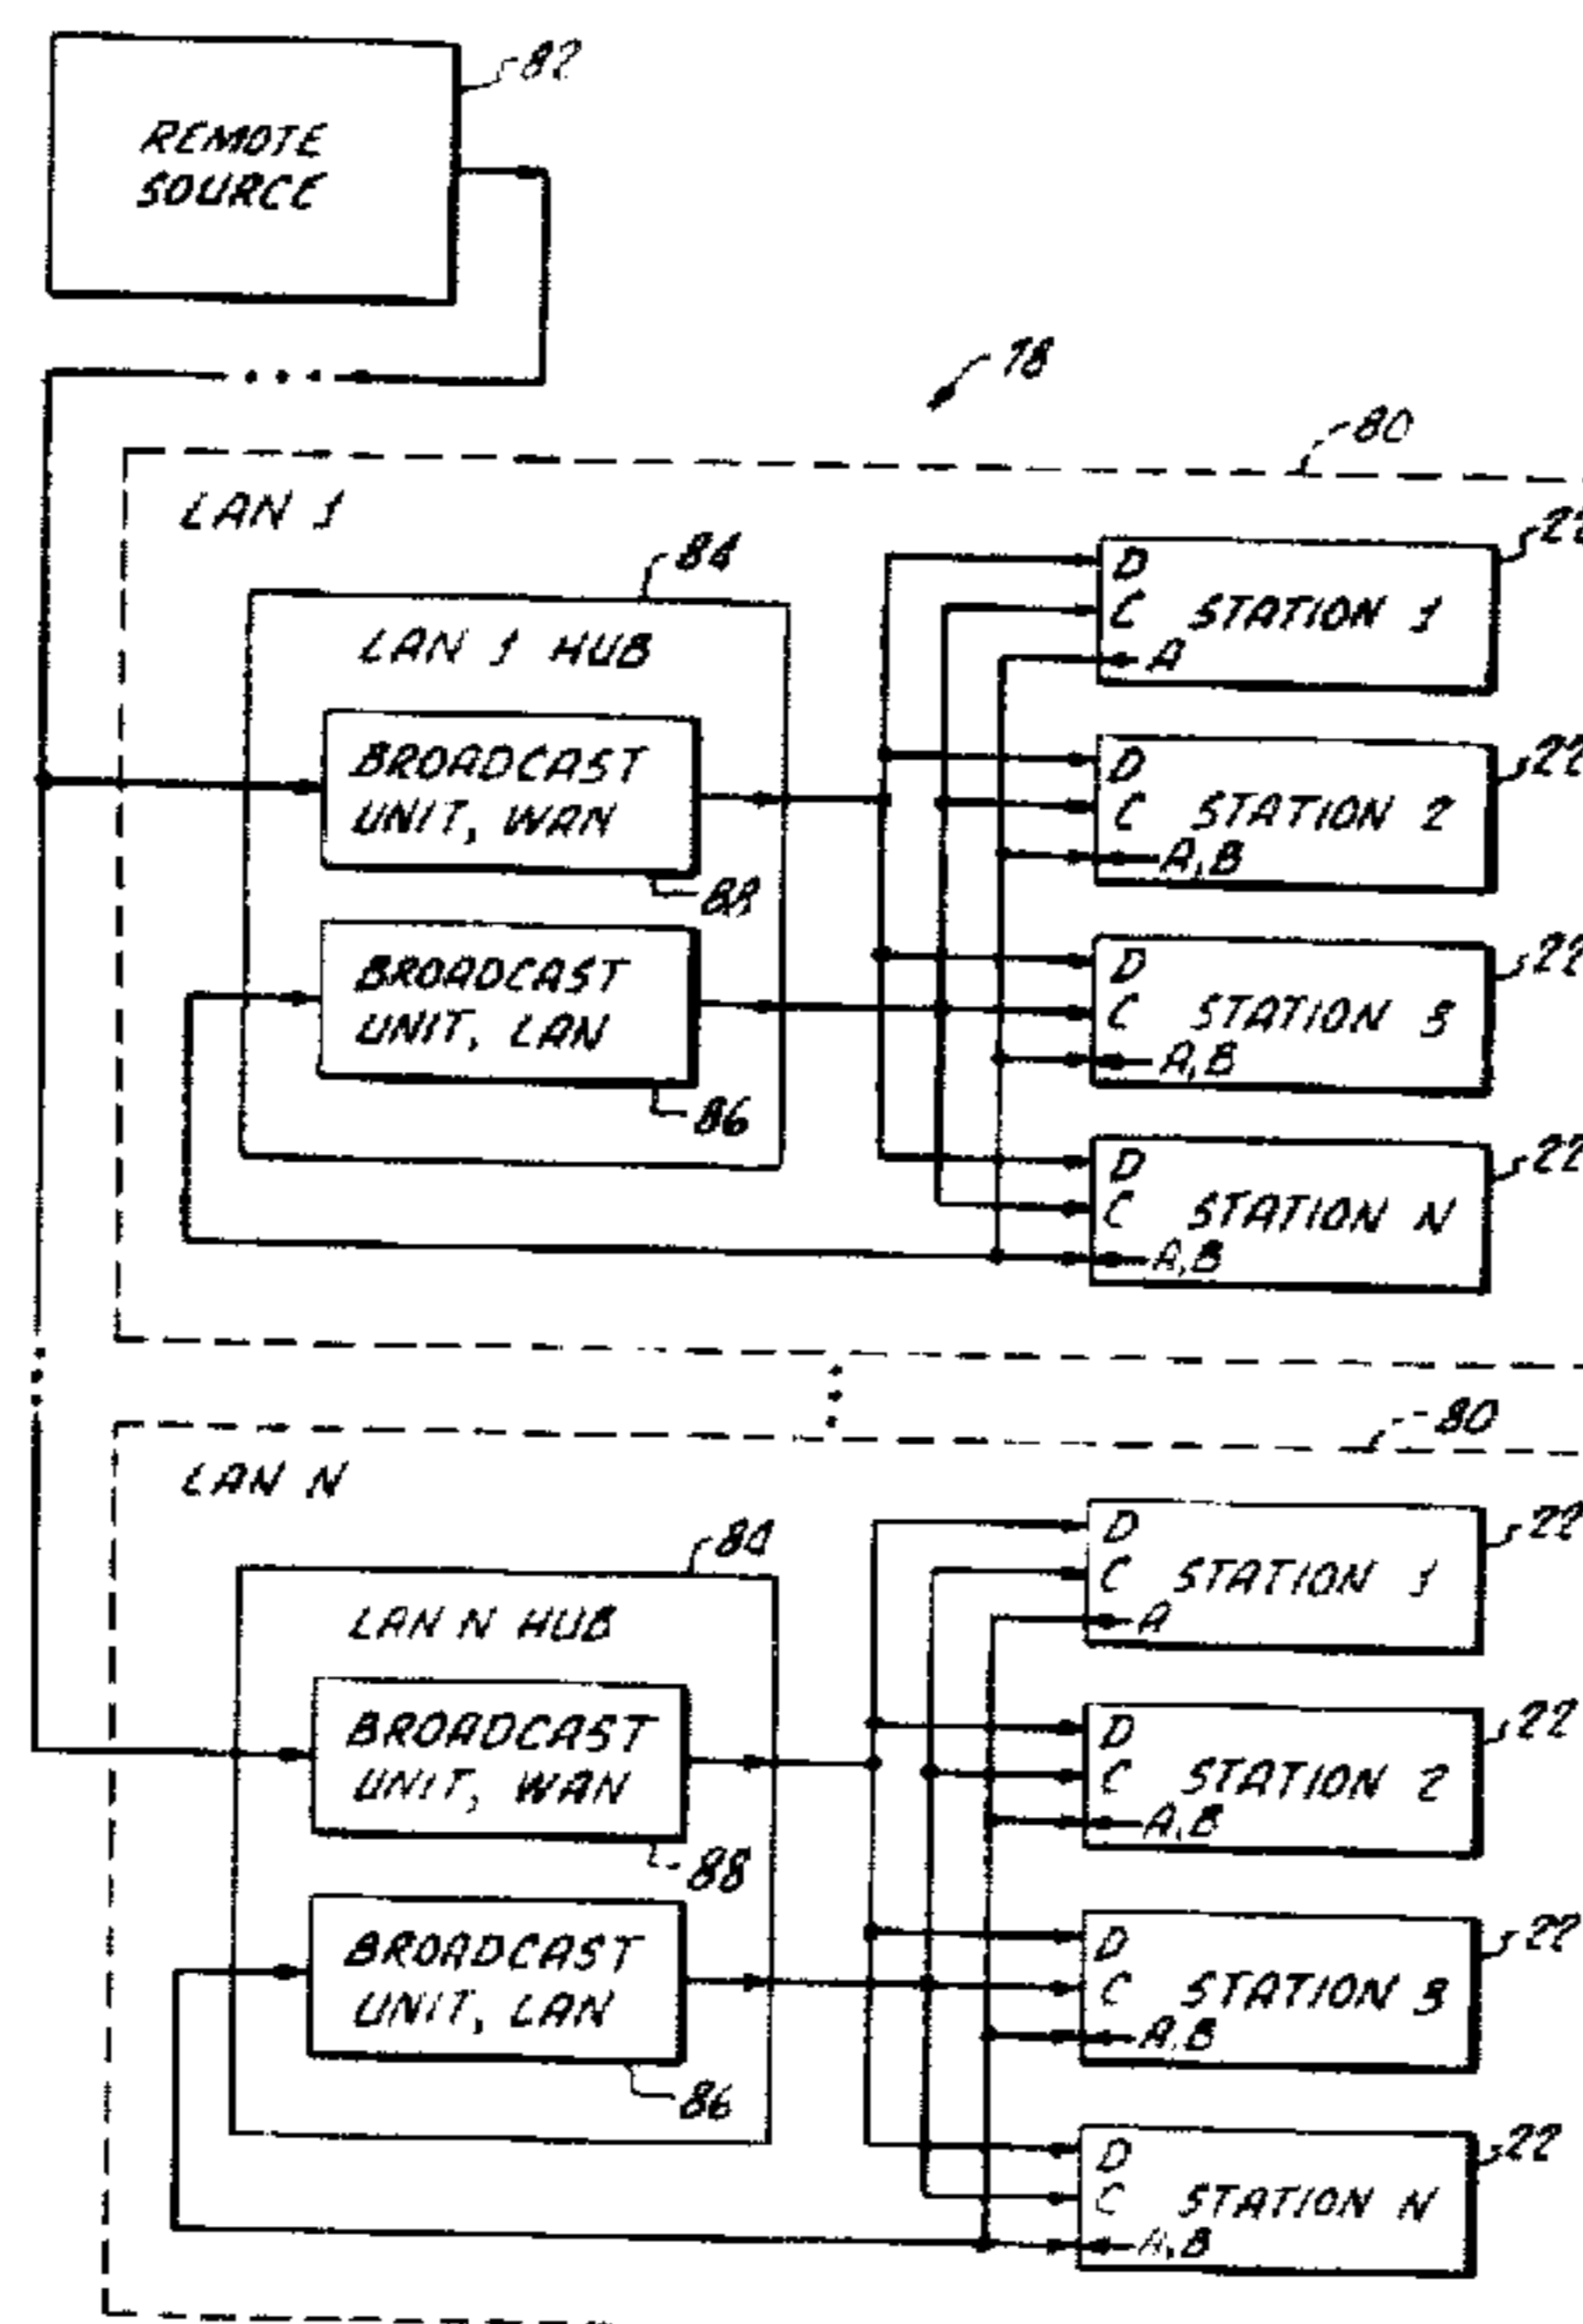 82
REMOTE
SOURCE
78
80
LAN 1
84
22
D
STATION 1
C
A
LAN 1 HUB
BROADCAST
UNIT, WAN
88
22
D
C STATION 2
A,B
BROADCAST
UNIT, LAN
86
22
D
C STATION 3
A,B
22
D
C STATION N
A,B
80
LAN N
84
22
D
C STATION 1
A
LAN N HUB
BROADCAST
UNIT, WAN
88
22
D
C STATION 2
A,B
BROADCAST
UNIT, LAN
86
22
D
C STATION 3
A,B
22
D
C STATION N
A,B